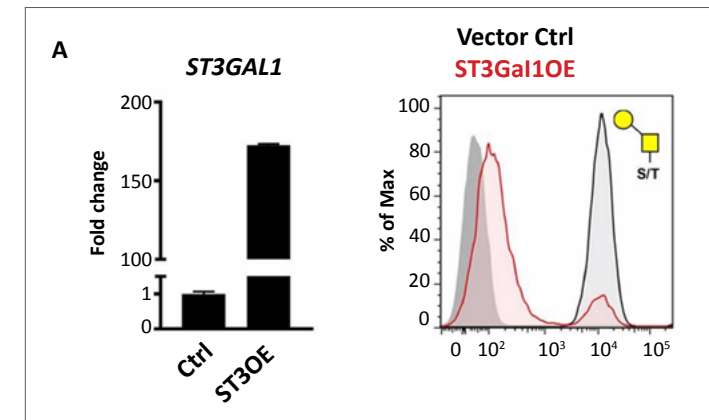 A
ST3GAL1
Fold change
200
150
100
1
0
Ctrl
ST3OE
Vector Ctrl
ST3Gal1OE
% of Max
100
80
60
40
20
0
S/T
0 10² 10³ 10⁴ 10⁵